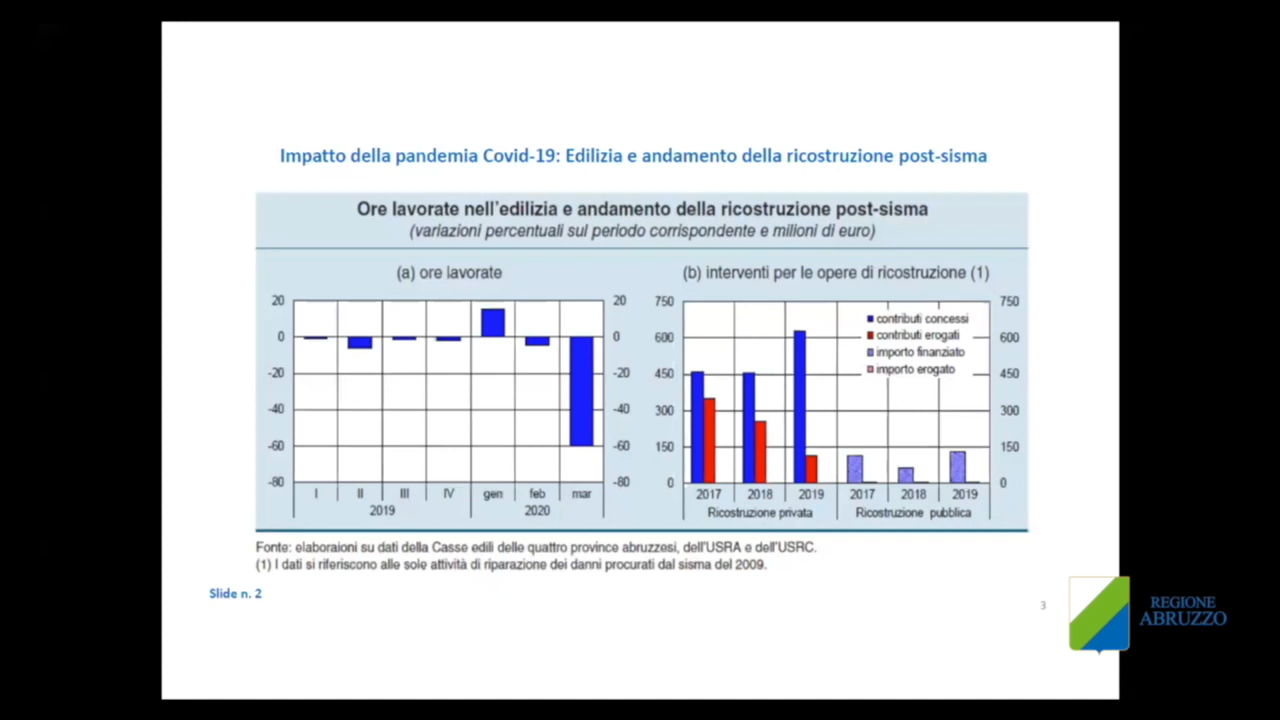 Impatto della pandemia Covid-19: Edilizia e andamento della ricostruzione post-sisma
Ore lavorate nell'edilizia e andamento della ricostruzione post-sisma
(variazioni percentuali sul periodo corrispondente e milioni di euro)
(a) ore lavorate
20 20
0 0
-20 -20
-40 -40
-60 -60
-80 -80
I II III IV gen feb mar
2019 2020
(b) interventi per le opere di ricostruzione (1)
750 750
600 600
450 450
300 300
150 150
0 0
contributi concessi
contributi erogati
importo finanziato
importo erogato
2017 2018 2019 2017 2018 2019
Ricostruzione privata Ricostruzione pubblica
Fonte: elaboraioni su dati della Casse edili delle quattro province abruzzesi, dell'USRA e dell'USRC.
(1) I dati si riferiscono alle sole attività di riparazione dei danni procurati dal sisma del 2009.
Slide n. 2
3
REGIONE
ABRUZZO